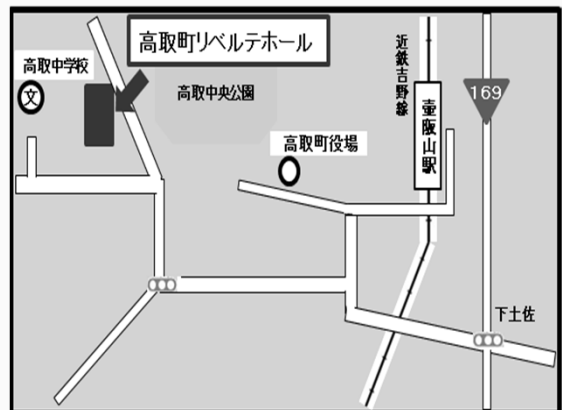 高取町リベルテホール
高取中学校
文
高取中央公園
高取町役場
近鉄吉野線
壷阪山駅
169
下土佐